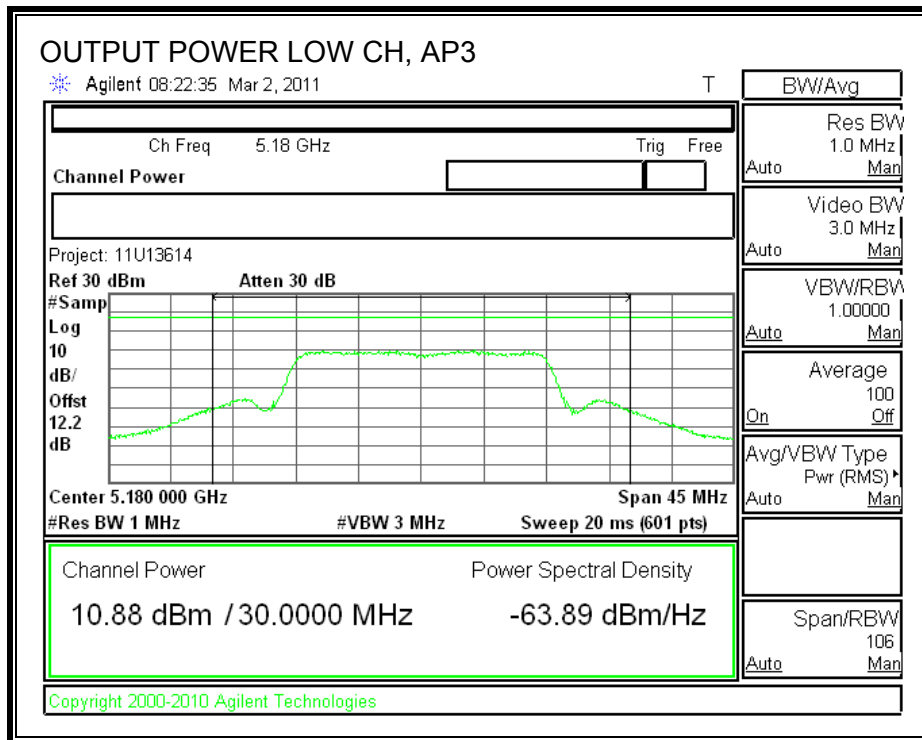 OUTPUT POWER LOW CH, AP3
Agilent 08:22:35 Mar 2, 2011 T
Ch Freq 5.18 GHz Trig Free
Channel Power
Project: 11U13614
Ref 30 dBm Atten 30 dB
#Samp
Log
10
dB/
Offst
12.2
dB
Center 5.180 000 GHz Span 45 MHz
#Res BW 1 MHz #VBW 3 MHz Sweep 20 ms (601 pts)
Channel Power Power Spectral Density
10.88 dBm / 30.0000 MHz -63.89 dBm/Hz
Copyright 2000-2010 Agilent Technologies
BW/Avg
Res BW
1.0 MHz
Auto Man
Video BW
3.0 MHz
Auto Man
VBW/RBW
1.00000
Auto Man
Average
100
On Off
Avg/VBW Type
Pwr (RMS)
Auto Man
Span/RBW
106
Auto Man